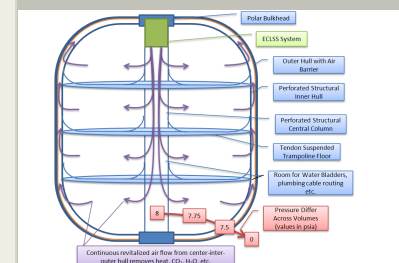 Polar Bulkhead
ECLSS System
Outer Hull with Air
Barrier
Perforated Structural
Inner Hull
Perforated Structural
Central Column
Tendon Suspended
Trampoline Floor
Room for Water Bladders,
plumbing cable routing
etc.
Pressure Differ
Across Volumes
(values in psia)
8
7.75
7.5
0
Continuous revitalized air flow from center-inter-
outer hull removes heat, CO₂, H₂O, etc.